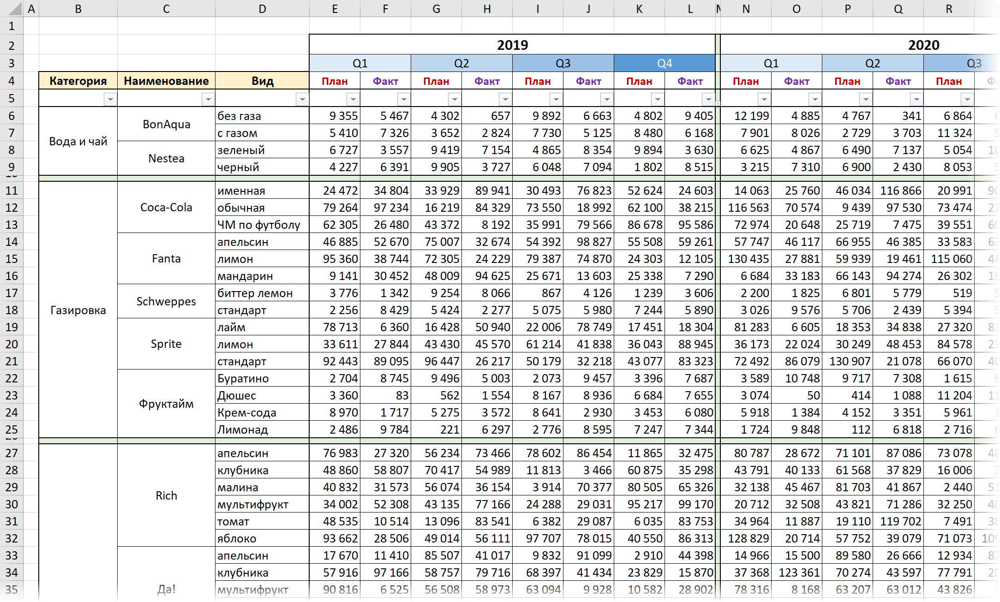 A B C D E F G H I J K L M N O P Q R
1
2 2019 2020
3 Q1 Q2 Q3 Q4 Q1 Q2 Q3
4 Категория Наименование Вид План Факт План Факт План Факт План Факт План Факт План Факт План
5
6 без газа 9 355 5 467 4 302 657 9 892 6 663 4 802 9 405 12 199 4 885 4 767 341 6 864
BonAqua
7 с газом 5 410 7 326 3 652 2 824 7 730 5 125 8 480 6 168 7 901 8 026 2 729 3 703 11 324
Вода и чай
8 зеленый 6 727 3 557 9 419 7 154 4 865 8 354 9 894 3 630 6 625 4 867 6 490 7 137 5 054
Nestea
9 черный 4 227 6 391 9 905 3 727 6 048 7 094 1 802 8 515 3 215 7 310 6 900 2 430 8 053
11 именная 24 472 34 804 33 929 89 941 30 493 76 823 52 624 24 603 14 063 25 760 46 034 116 866 20 991
12 Coca-Cola обычная 79 264 97 234 16 219 84 329 73 550 18 992 62 100 38 215 116 563 70 574 9 439 97 530 73 474
13 ЧМ по футболу 62 305 26 480 43 372 8 192 35 991 79 566 86 678 95 586 72 974 20 648 25 719 7 475 39 551
14 апельсин 46 885 52 670 75 007 32 674 54 392 98 827 55 508 59 261 57 747 46 117 66 955 46 385 33 583
15 Fanta лимон 95 360 38 744 72 305 24 229 79 387 74 870 24 303 12 105 130 435 27 881 59 939 19 461 115 060
16 мандарин 9 141 30 452 48 009 94 625 25 671 13 603 25 338 7 290 6 684 33 183 66 143 94 274 26 302
17 биттер лемон 3 776 1 342 9 254 8 066 867 4 126 1 239 3 606 2 200 1 825 6 801 5 779 519
Schweppes
18 Газировка стандарт 2 256 8 429 5 424 2 277 5 075 5 980 7 244 5 890 3 026 9 576 5 706 2 439 5 394
19 лайм 78 713 6 360 16 428 50 940 22 006 78 749 17 451 18 304 81 283 6 605 18 353 34 838 27 320
20 Sprite лимон 33 611 27 844 43 430 45 570 61 214 41 838 36 043 88 945 36 173 22 024 30 249 48 453 84 578
21 стандарт 92 443 89 095 96 447 26 217 50 179 32 218 43 077 83 323 72 492 86 079 130 907 21 078 66 070
22 Буратино 2 704 8 745 9 496 5 003 2 073 9 457 3 396 7 687 3 589 10 748 9 717 7 308 1 615
23 Дюшес 3 360 83 562 1 554 8 167 8 936 6 684 7 655 3 074 50 414 1 088 11 204
Фруктайм
24 Крем-сода 8 970 1 717 5 275 3 572 8 641 2 930 3 453 6 080 5 918 1 384 4 152 3 351 5 961
25 Лимонад 2 486 9 784 221 6 297 2 776 8 595 7 247 7 344 1 724 9 848 112 6 818 2 716
27 апельсин 76 983 27 320 56 234 73 466 78 602 86 454 11 865 32 475 80 787 28 672 71 101 87 086 73 078
28 клубника 48 860 58 807 70 417 54 989 11 813 3 466 60 875 35 298 43 791 40 133 61 568 37 829 16 006
29 малина 40 832 31 573 56 074 36 154 3 914 70 377 80 505 65 326 32 138 45 467 81 703 41 867 2 440
Rich
30 мультифрукт 34 002 52 308 43 135 77 166 24 288 29 031 95 217 99 170 20 712 32 508 43 821 71 286 32 250
31 томат 48 535 10 514 13 096 83 541 6 382 29 087 6 035 83 753 34 964 11 887 19 110 119 702 7 491
32 яблоко 93 662 28 506 49 014 56 111 97 707 78 015 40 550 86 313 128 829 20 714 57 752 39 079 71 073
33 апельсин 17 670 11 410 85 507 41 017 9 832 91 099 2 910 44 398 14 966 15 500 89 580 26 666 12 934
34 клубника 57 916 97 166 58 757 79 716 68 397 41 434 23 829 15 870 37 368 123 361 70 274 43 597 77 791
35 Да! мультифрукт 90 816 6 525 56 508 58 973 63 094 9 928 10 582 28 902 78 316 8 168 63 207 63 012 43 826